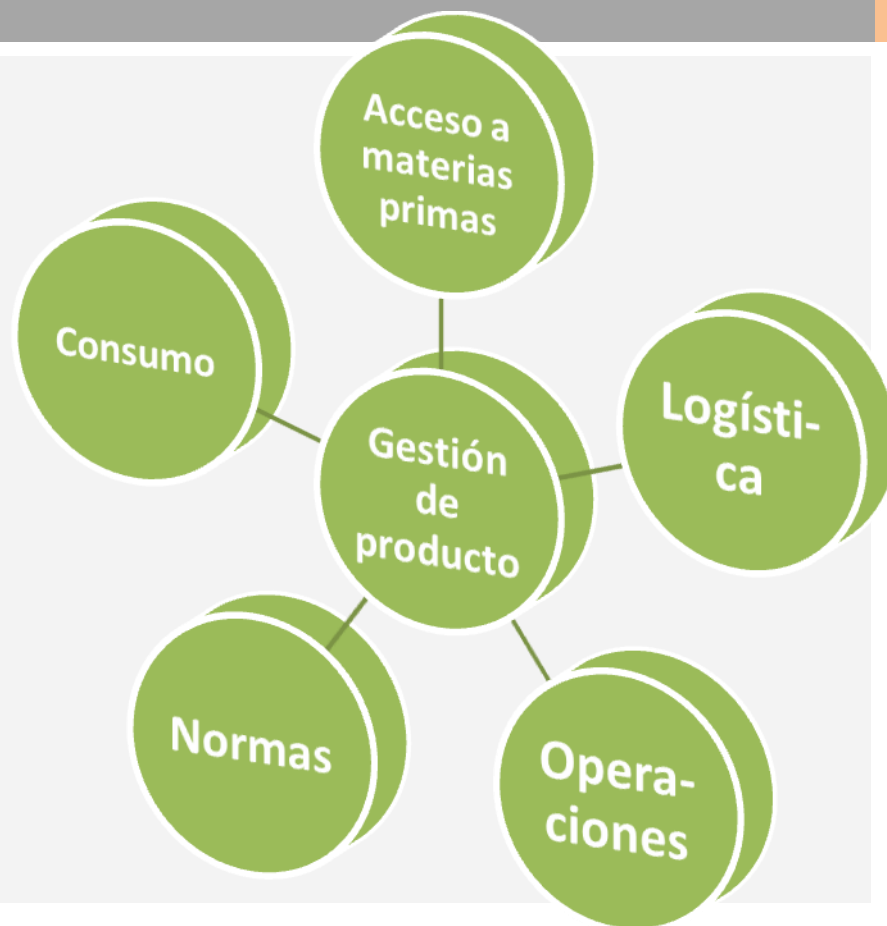 Acceso a
materias
primas
Consumo
Logísti-
ca
Gestión
de
producto
Normas
Opera-
ciones